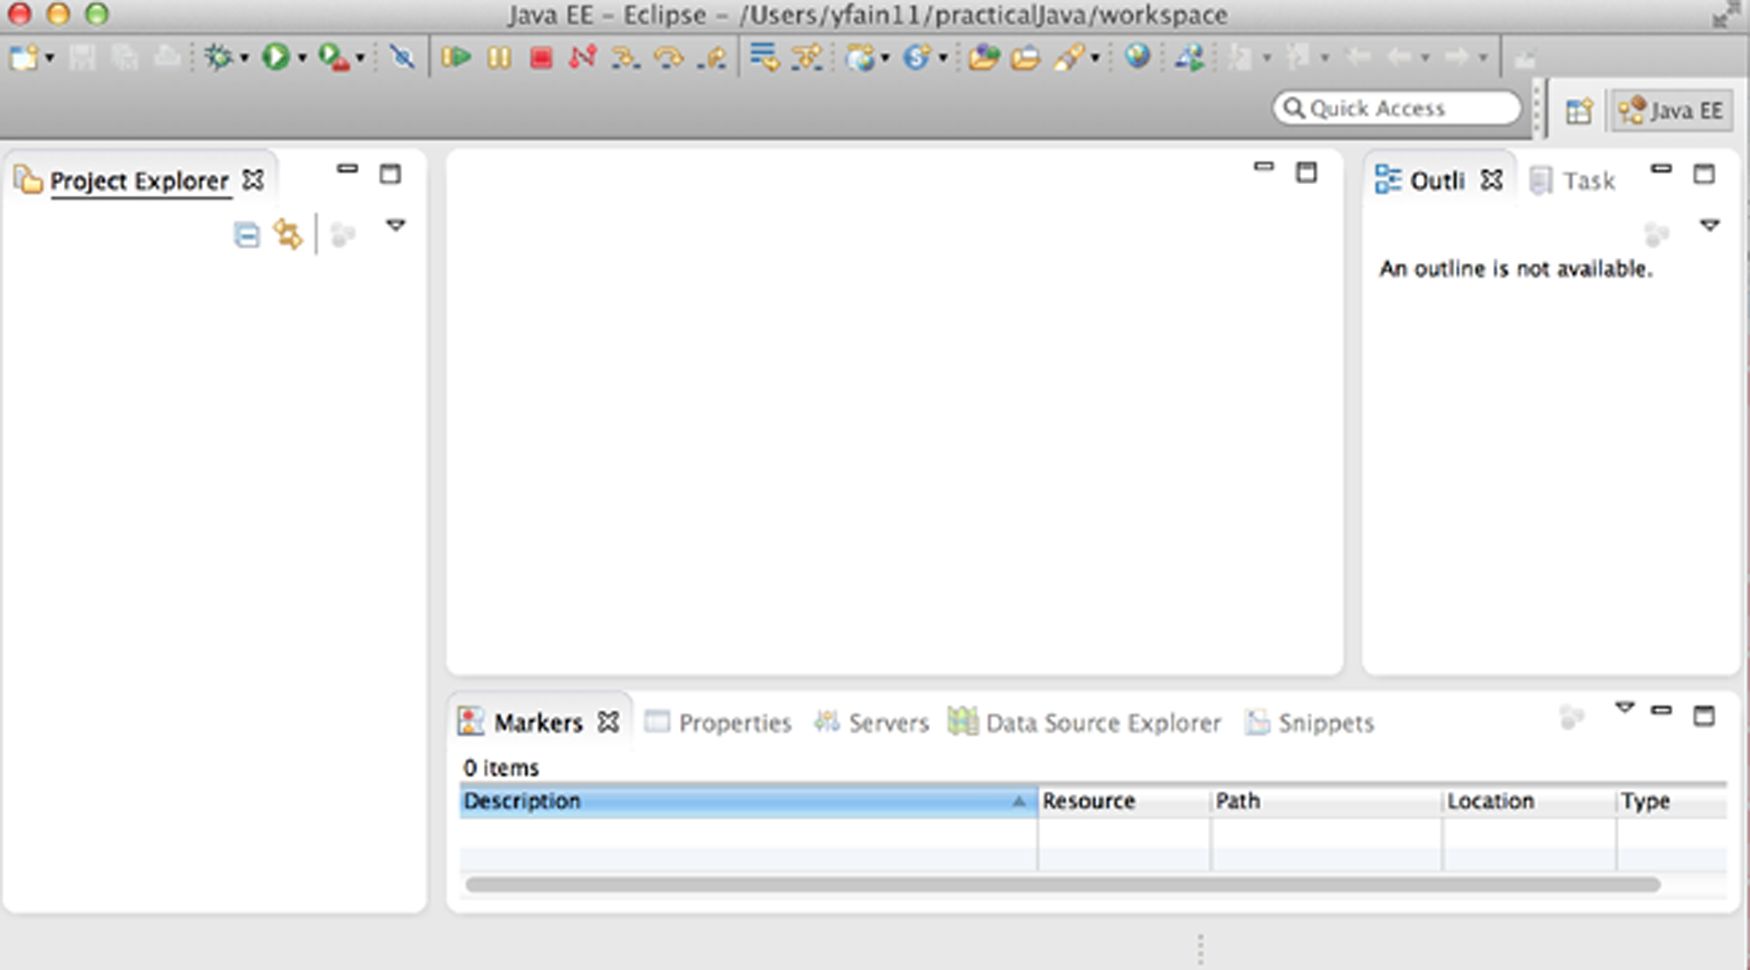 Java EE – Eclipse – /Users/yfain11/practicalJava/workspace
Quick Access
Java EE
Project Explorer
Outli
Task
An outline is not available.
Markers
Properties
Servers
Data Source Explorer
Snippets
0 items
Description
Resource
Path
Location
Type